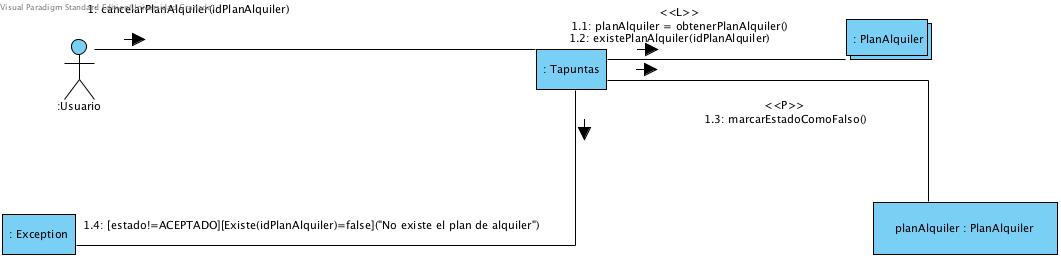 Visual Paradigm Standard
1: cancelarPlanAlquiler(idPlanAlquiler)
<<L>>
1.1: planAlquiler = obtenerPlanAlquiler()
1.2: existePlanAlquiler(idPlanAlquiler)
: PlanAlquiler
: Tapuntas
:Usuario
<<P>>
1.3: marcarEstadoComoFalso()
1.4: [estado!=ACEPTADO][Existe(idPlanAlquiler)=false]("No existe el plan de alquiler")
: Exception
planAlquiler : PlanAlquiler